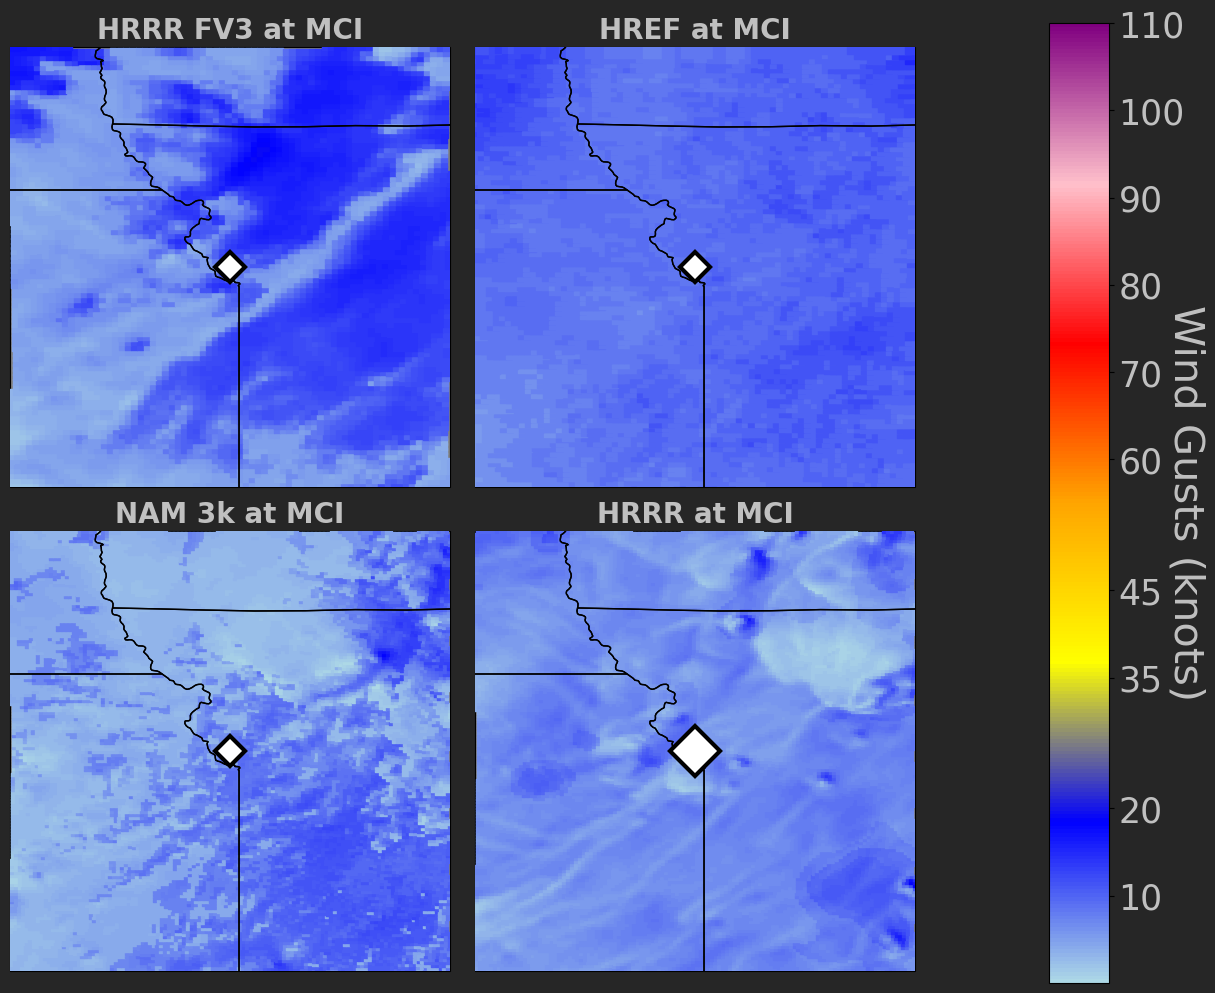 HRRR FV3 at MCI
HREF at MCI
NAM 3k at MCI
HRRR at MCI
110
100
90
80
70
60
45
35
20
10
Wind Gusts (knots)